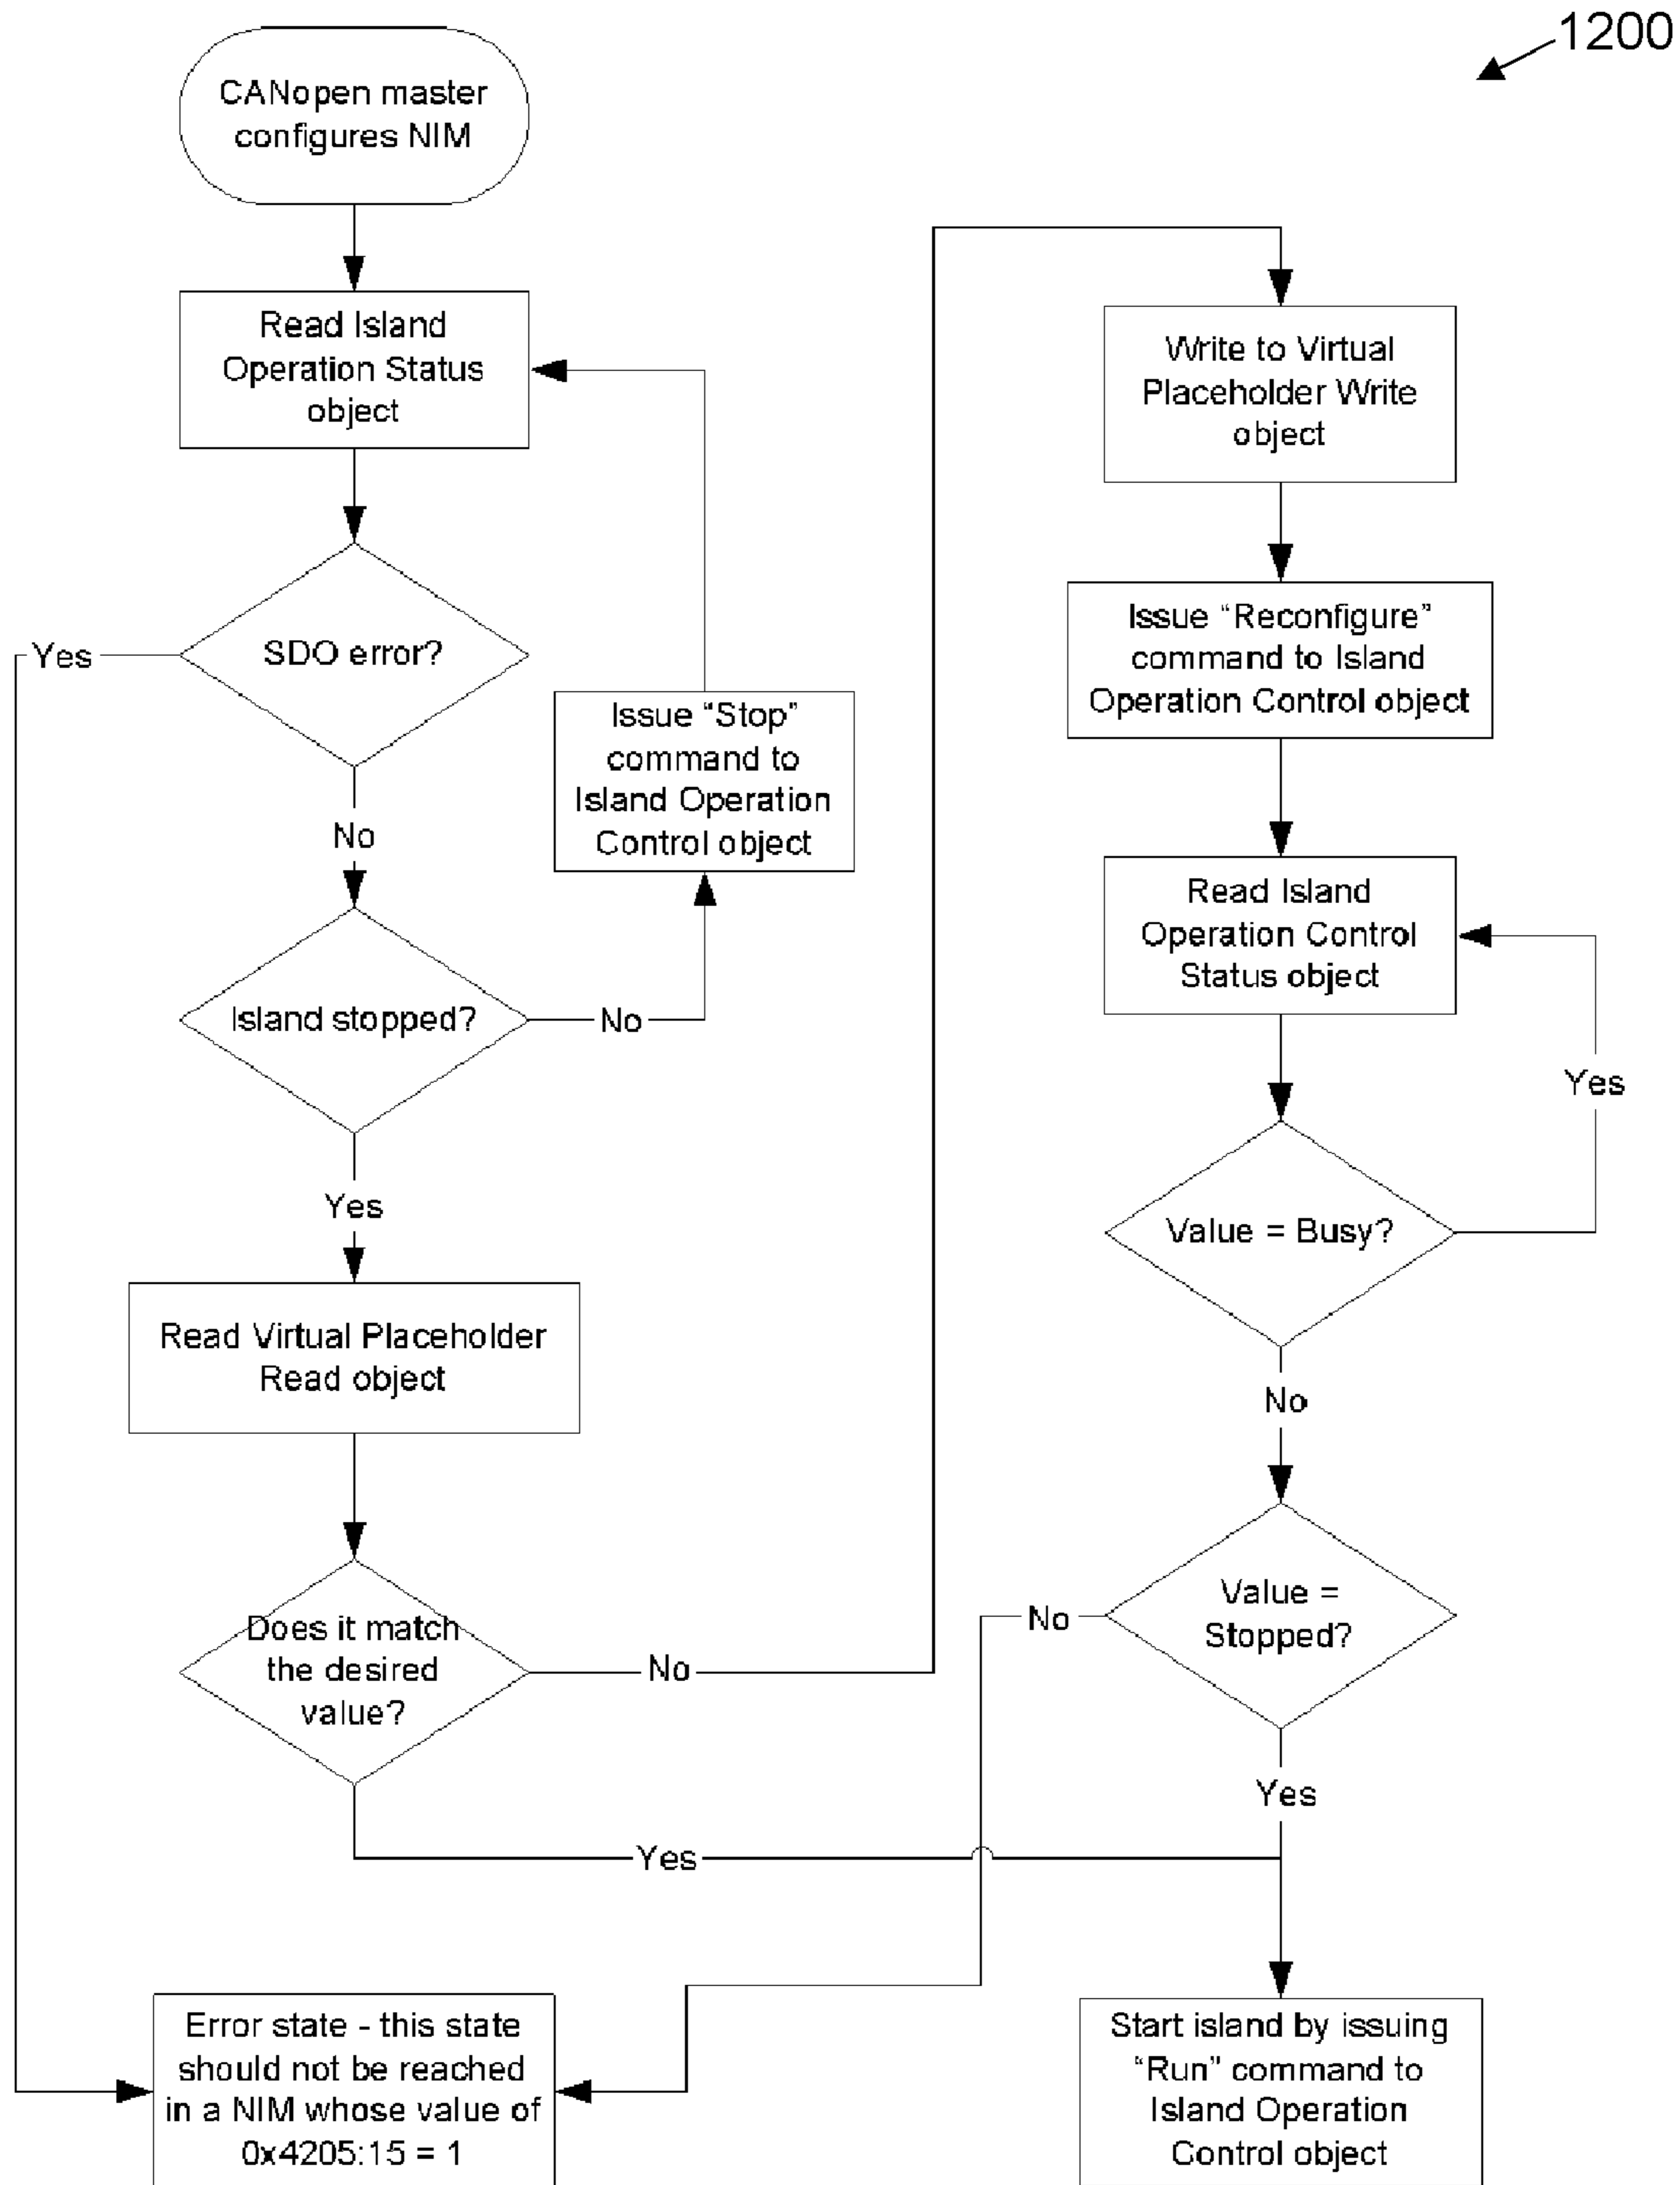 1200
CANopen master
configures NIM
Read Island
Operation Status
object
SDO error?
Yes
No
Issue “Stop”
command to
Island Operation
Control object
Island stopped?
No
Yes
Read Virtual Placeholder
Read object
Does it match
the desired
value?
No
Yes
Write to Virtual
Placeholder Write
object
Issue “Reconfigure”
command to Island
Operation Control object
Read Island
Operation Control
Status object
Yes
Value = Busy?
No
Value =
Stopped?
No
Yes
Error state - this state
should not be reached
in a NIM whose value of
0x4205:15 = 1
Start island by issuing
“Run” command to
Island Operation
Control object